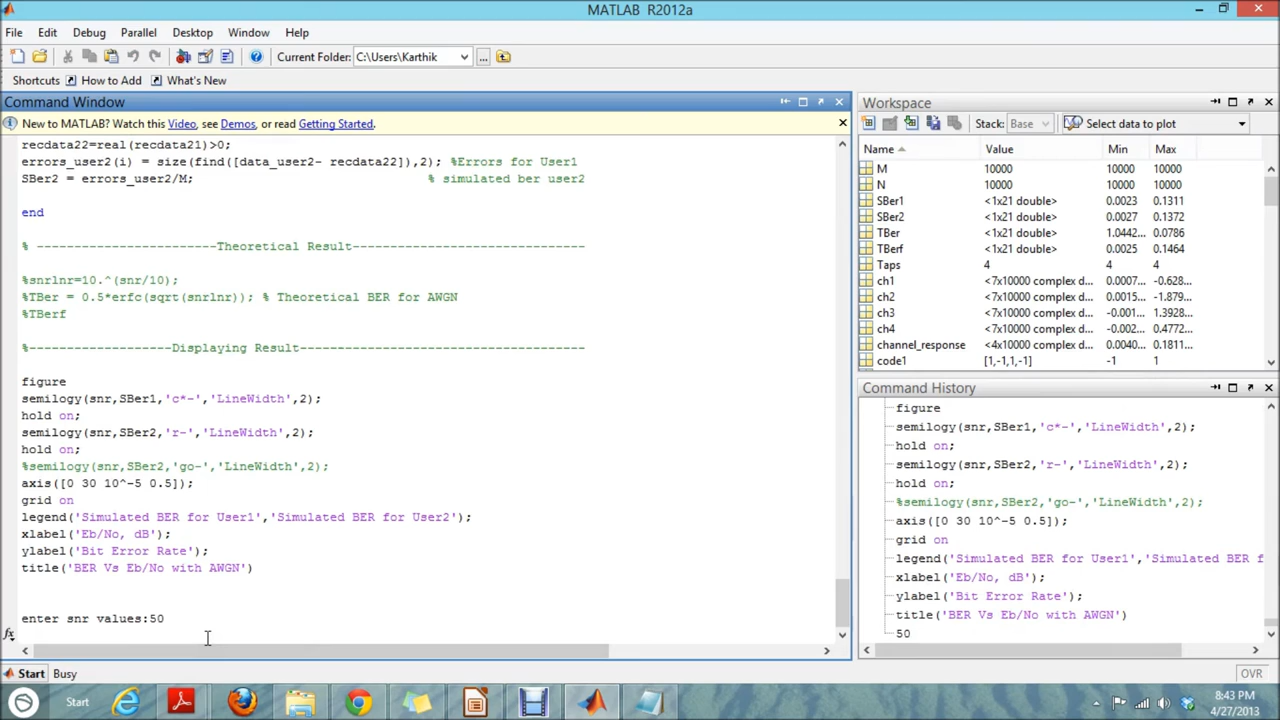 MATLAB R2012a
File Edit Debug Parallel Desktop Window Help
Current Folder: C:\Users\Karthik
Shortcuts How to Add What's New
Command Window
New to MATLAB? Watch this Video, see Demos, or read Getting Started.
recdata22=real(recdata21)>0;
errors_user2(i) = size(find([data_user2- recdata22]),2); %Errors for User1
SBer2 = errors_user2/M; % simulated ber user2
end
% ------------------------Theoretical Result-------------------------------
%snrlnr=10.^(snr/10);
%TBer = 0.5*erfc(sqrt(snrlnr)); % Theoretical BER for AWGN
%TBerf
%-------------------Displaying Result--------------------------------------
figure
semilogy(snr,SBer1,'c*-','LineWidth',2);
hold on;
semilogy(snr,SBer2,'r-','LineWidth',2);
hold on;
%semilogy(snr,SBer2,'go-','LineWidth',2);
axis([0 30 10^-5 0.5]);
grid on
legend('Simulated BER for User1','Simulated BER for User2');
xlabel('Eb/No, dB');
ylabel('Bit Error Rate');
title('BER Vs Eb/No with AWGN')
enter snr values:50
Workspace
Stack: Base Select data to plot
Name Value Min Max
M 10000 10000 10000
N 10000 10000 10000
SBer1 <1x21 double> 0.0023 0.1311
SBer2 <1x21 double> 0.0027 0.1372
TBer <1x21 double> 1.0442... 0.0786
TBerf <1x21 double> 0.0025 0.1464
Taps 4 4 4
ch1 <7x10000 complex d... 0.0007... -0.628...
ch2 <7x10000 complex d... 0.0015... -1.879...
ch3 <7x10000 complex d... -0.001... 1.3928...
ch4 <7x10000 complex d... -0.002... 0.4772...
channel_response <4x10000 complex d... 0.0040... 0.1811...
code1 [1,-1,1,-1] -1 1
Command History
figure
semilogy(snr,SBer1,'c*-','LineWidth',2);
hold on;
semilogy(snr,SBer2,'r-','LineWidth',2);
hold on;
%semilogy(snr,SBer2,'go-','LineWidth',2);
axis([0 30 10^-5 0.5]);
grid on
legend('Simulated BER for User1','Simulated BER f
xlabel('Eb/No, dB');
ylabel('Bit Error Rate');
title('BER Vs Eb/No with AWGN')
50
Start Busy OVR
Start
8:43 PM
4/27/2013